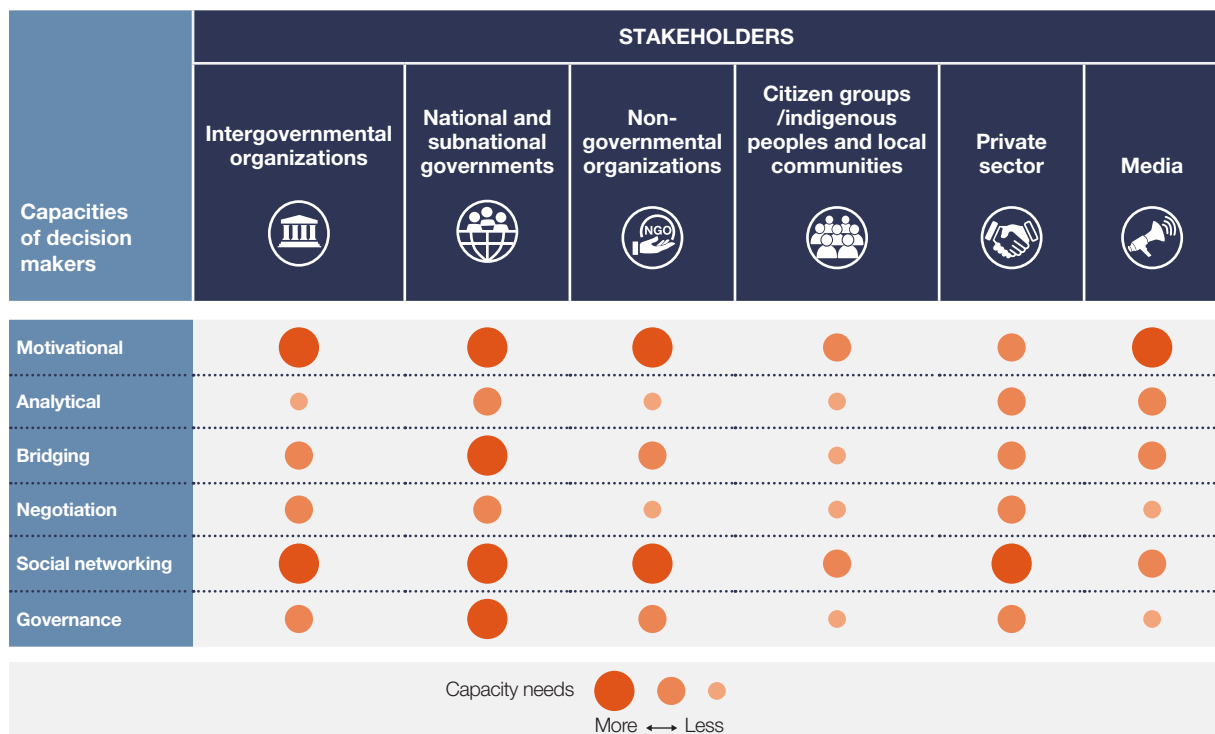 STAKEHOLDERS
Capacities
of decision
makers
Intergovernmental
organizations
National and
subnational
governments
Non-
governmental
organizations
NGO
Citizen groups
/indigenous
peoples and local
communities
Private
sector
Media
Motivational
Analytical
Bridging
Negotiation
Social networking
Governance
Capacity needs
More ⟷ Less